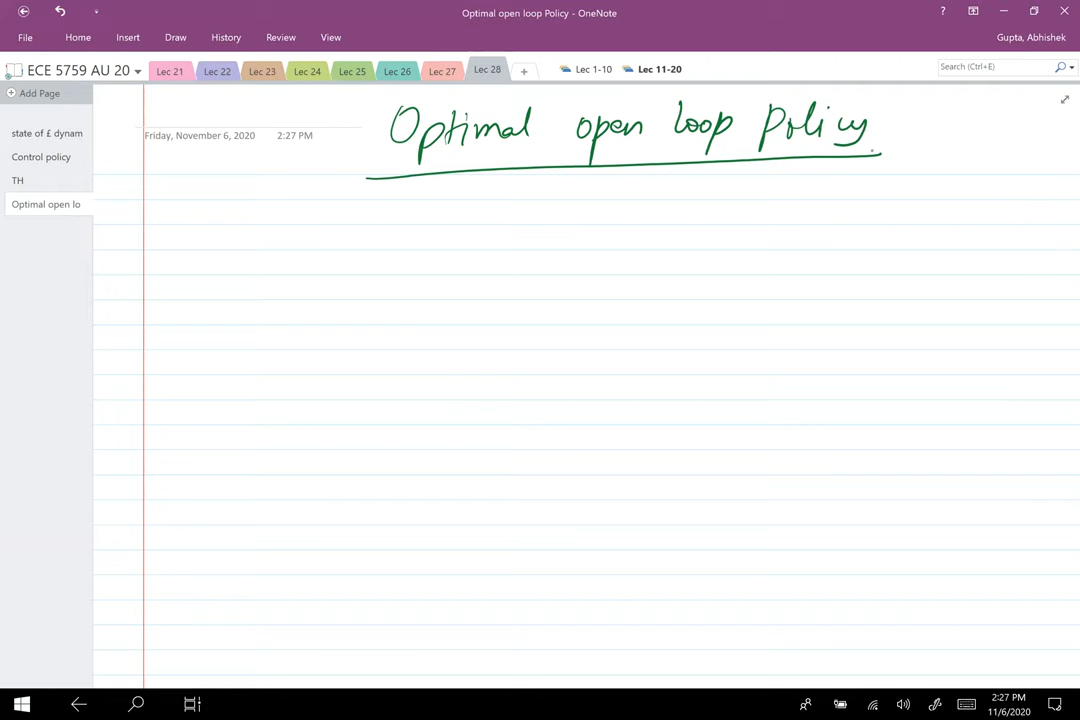 Optimal open loop Policy - OneNote
?
File Home Insert Draw History Review View
Gupta, Abhishek
ECE 5759 AU 20
Lec 21 Lec 22 Lec 23 Lec 24 Lec 25 Lec 26 Lec 27 Lec 28 + Lec 1-10 Lec 11-20
Search (Ctrl+E)
Add Page
state of £ dynam
Control policy
TH
Optimal open lo
Friday, November 6, 2020 2:27 PM
Optimal open loop Policy.
2:27 PM
11/6/2020